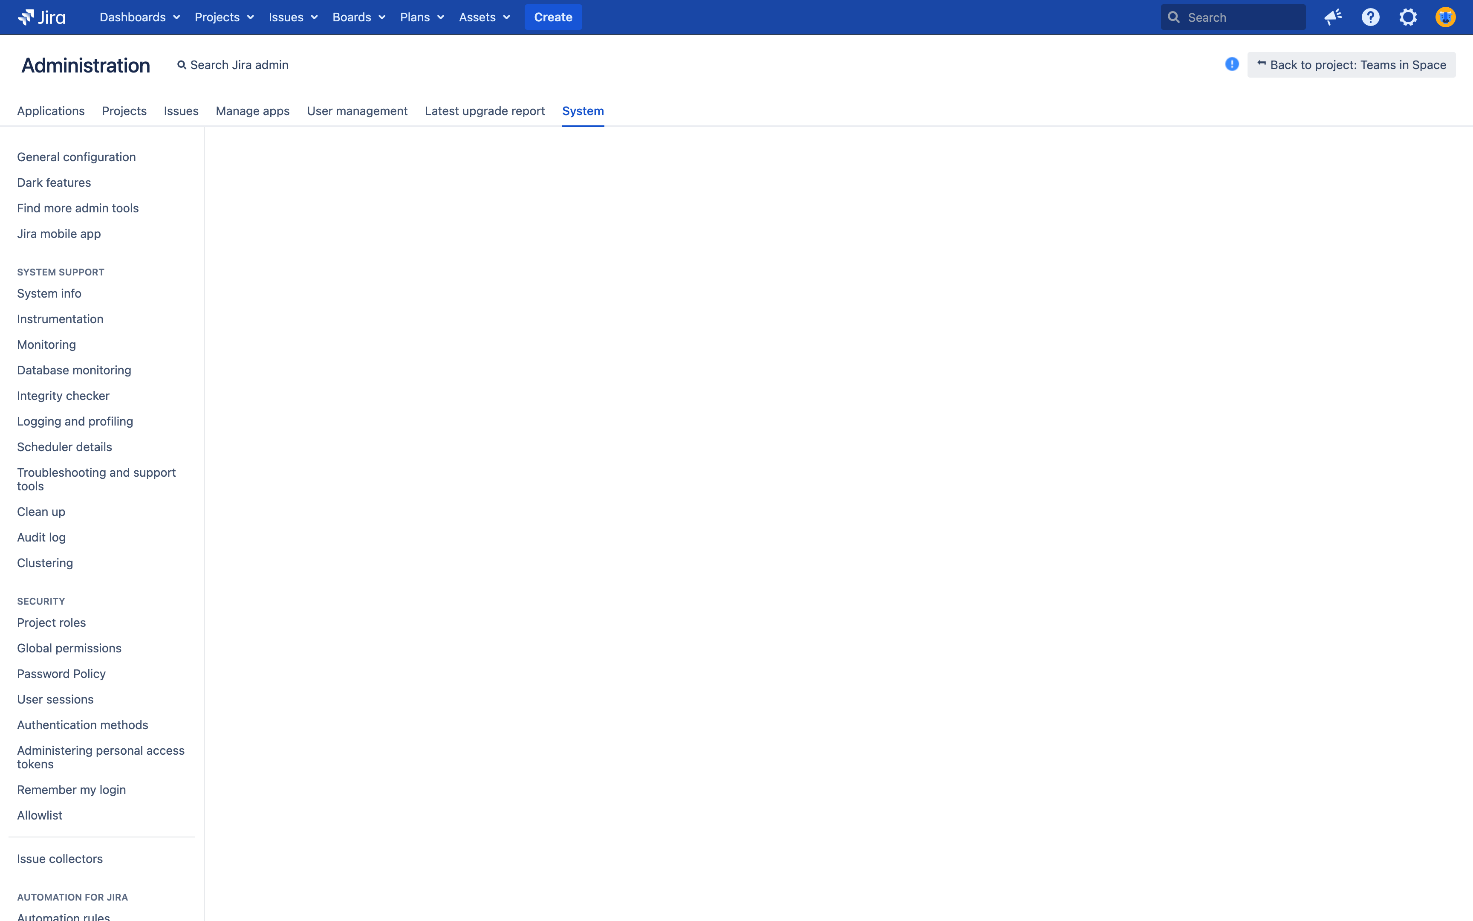 Jira
Dashboards
Projects
Issues
Boards
Plans
Assets
Create
Search
Administration
Search Jira admin
Back to project: Teams in Space
Applications
Projects
Issues
Manage apps
User management
Latest upgrade report
System
General configuration
Dark features
Find more admin tools
Jira mobile app
SYSTEM SUPPORT
System info
Instrumentation
Monitoring
Database monitoring
Integrity checker
Logging and profiling
Scheduler details
Troubleshooting and support
tools
Clean up
Audit log
Clustering
SECURITY
Project roles
Global permissions
Password Policy
User sessions
Authentication methods
Administering personal access
tokens
Remember my login
Allowlist
Issue collectors
AUTOMATION FOR JIRA
Automation rules